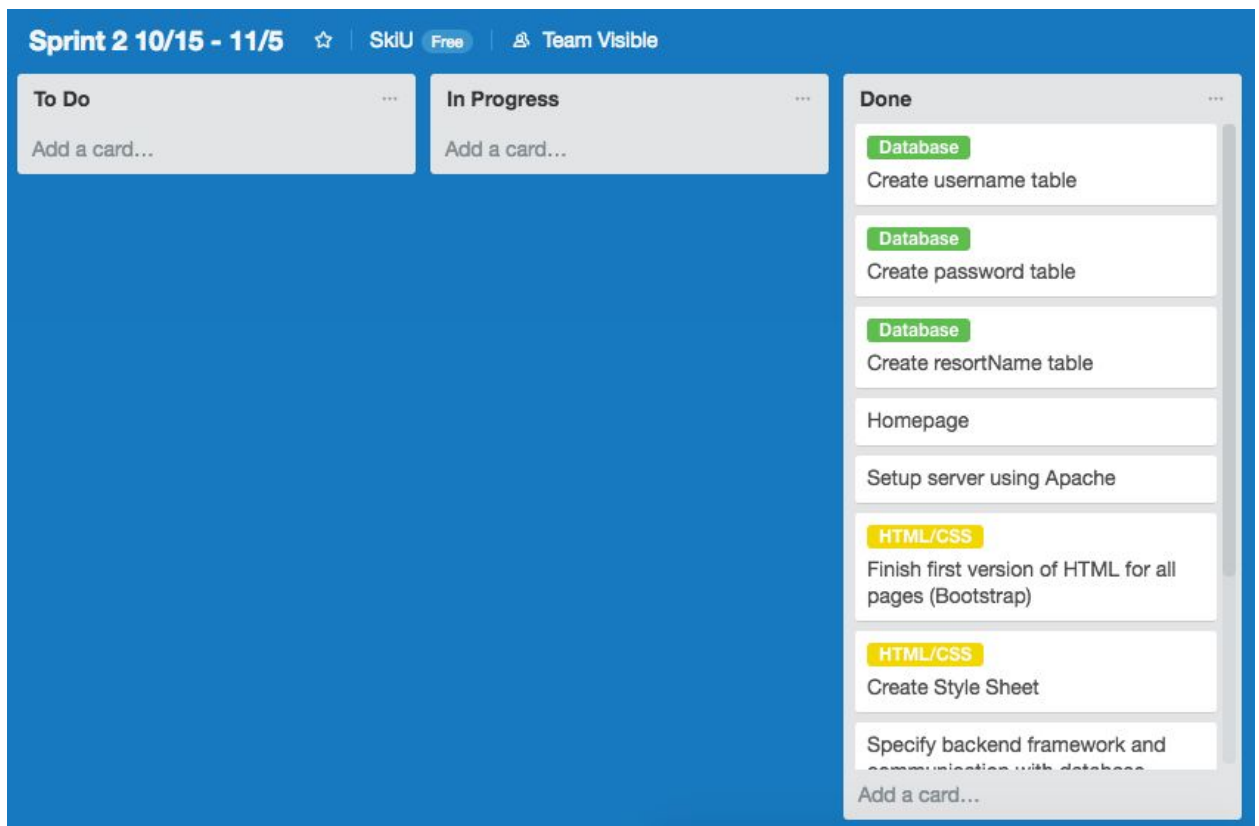 Sprint 2 10/15 - 11/5 SkiU Free Team Visible
To Do
Add a card...
In Progress
Add a card...
Done
Database
Create username table
Database
Create password table
Database
Create resortName table
Homepage
Setup server using Apache
HTML/CSS
Finish first version of HTML for all
pages (Bootstrap)
HTML/CSS
Create Style Sheet
Specify backend framework and
communication with database
Add a card...